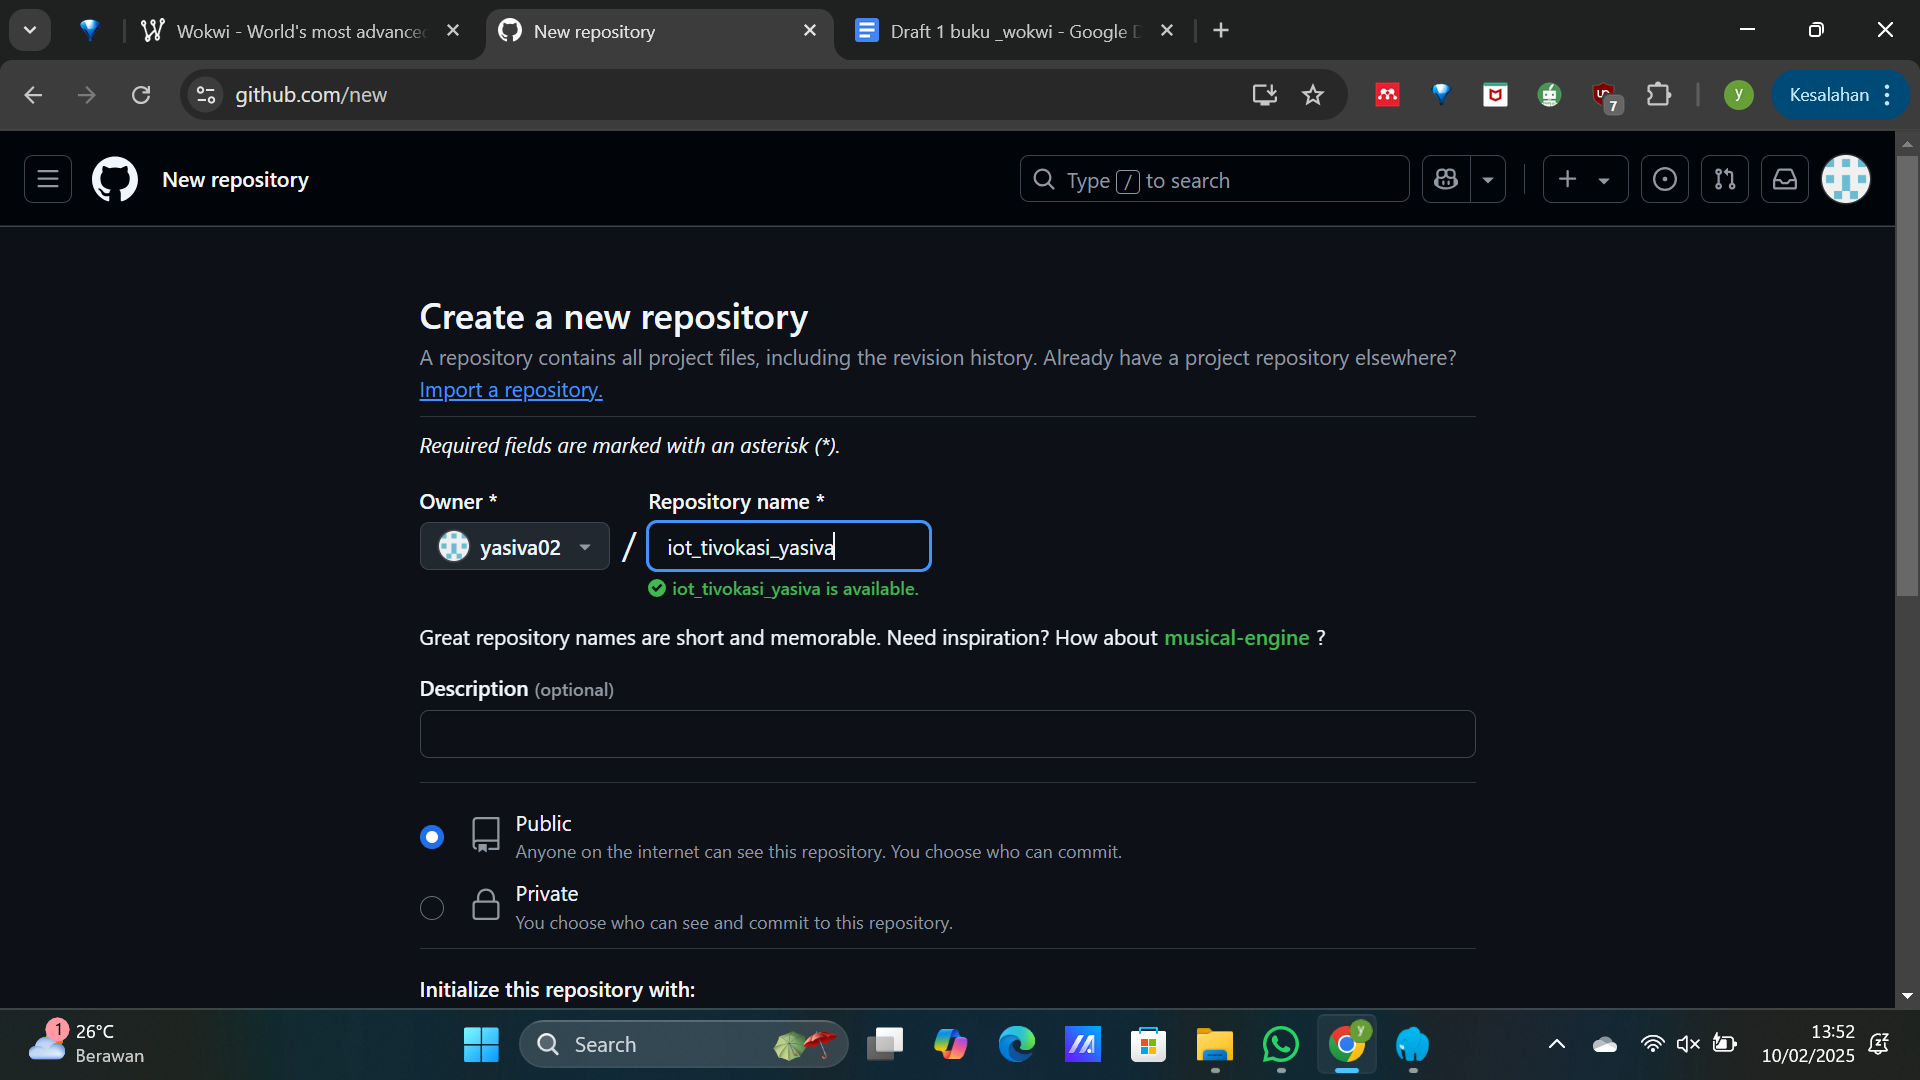 Wokwi - World's most advance
New repository
Draft 1 buku _wokwi - Google D
github.com/new
7
y
Kesalahan
New repository
Type / to search
Create a new repository
A repository contains all project files, including the revision history. Already have a project repository elsewhere?
Import a repository.
Required fields are marked with an asterisk (*).
Owner *
Repository name *
yasiva02
/
iot_tivokasi_yasiva
iot_tivokasi_yasiva is available.
Great repository names are short and memorable. Need inspiration? How about musical-engine ?
Description (optional)
Public
Anyone on the internet can see this repository. You choose who can commit.
Private
You choose who can see and commit to this repository.
Initialize this repository with:
1
26°C
Berawan
Search
y
13:52
10/02/2025